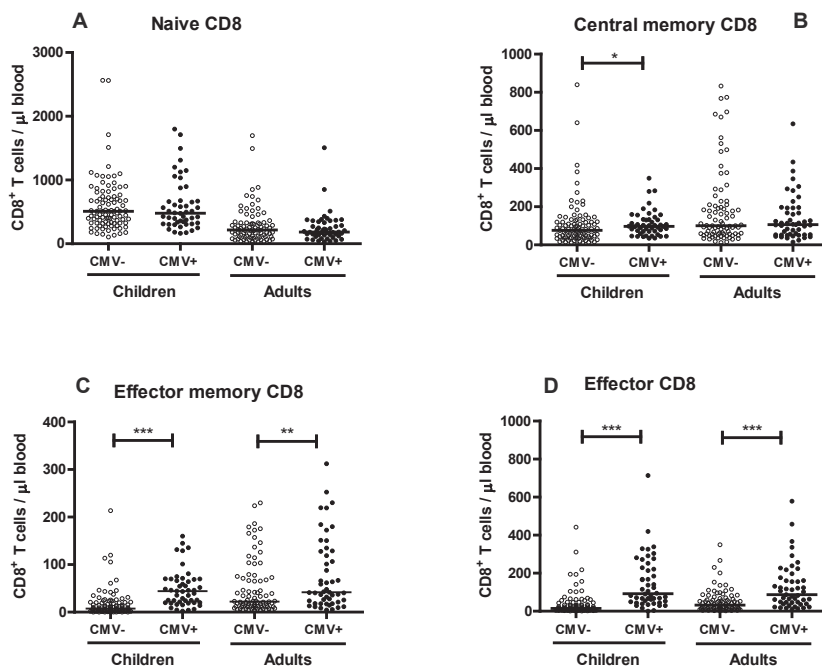 A
Naive CD8
CD8+ T cells / μl blood
3000
2000
1000
0
CMV- CMV+ CMV- CMV+
Children Adults
B
Central memory CD8
CD8+ T cells / μl blood
1000
800
600
400
200
0
*
CMV- CMV+ CMV- CMV+
Children Adults
C
Effector memory CD8
CD8+ T cells / μl blood
400
300
200
100
0
*** **
CMV- CMV+ CMV- CMV+
Children Adults
D
Effector CD8
CD8+ T cells / μl blood
1000
800
600
400
200
0
*** ***
CMV- CMV+ CMV- CMV+
Children Adults